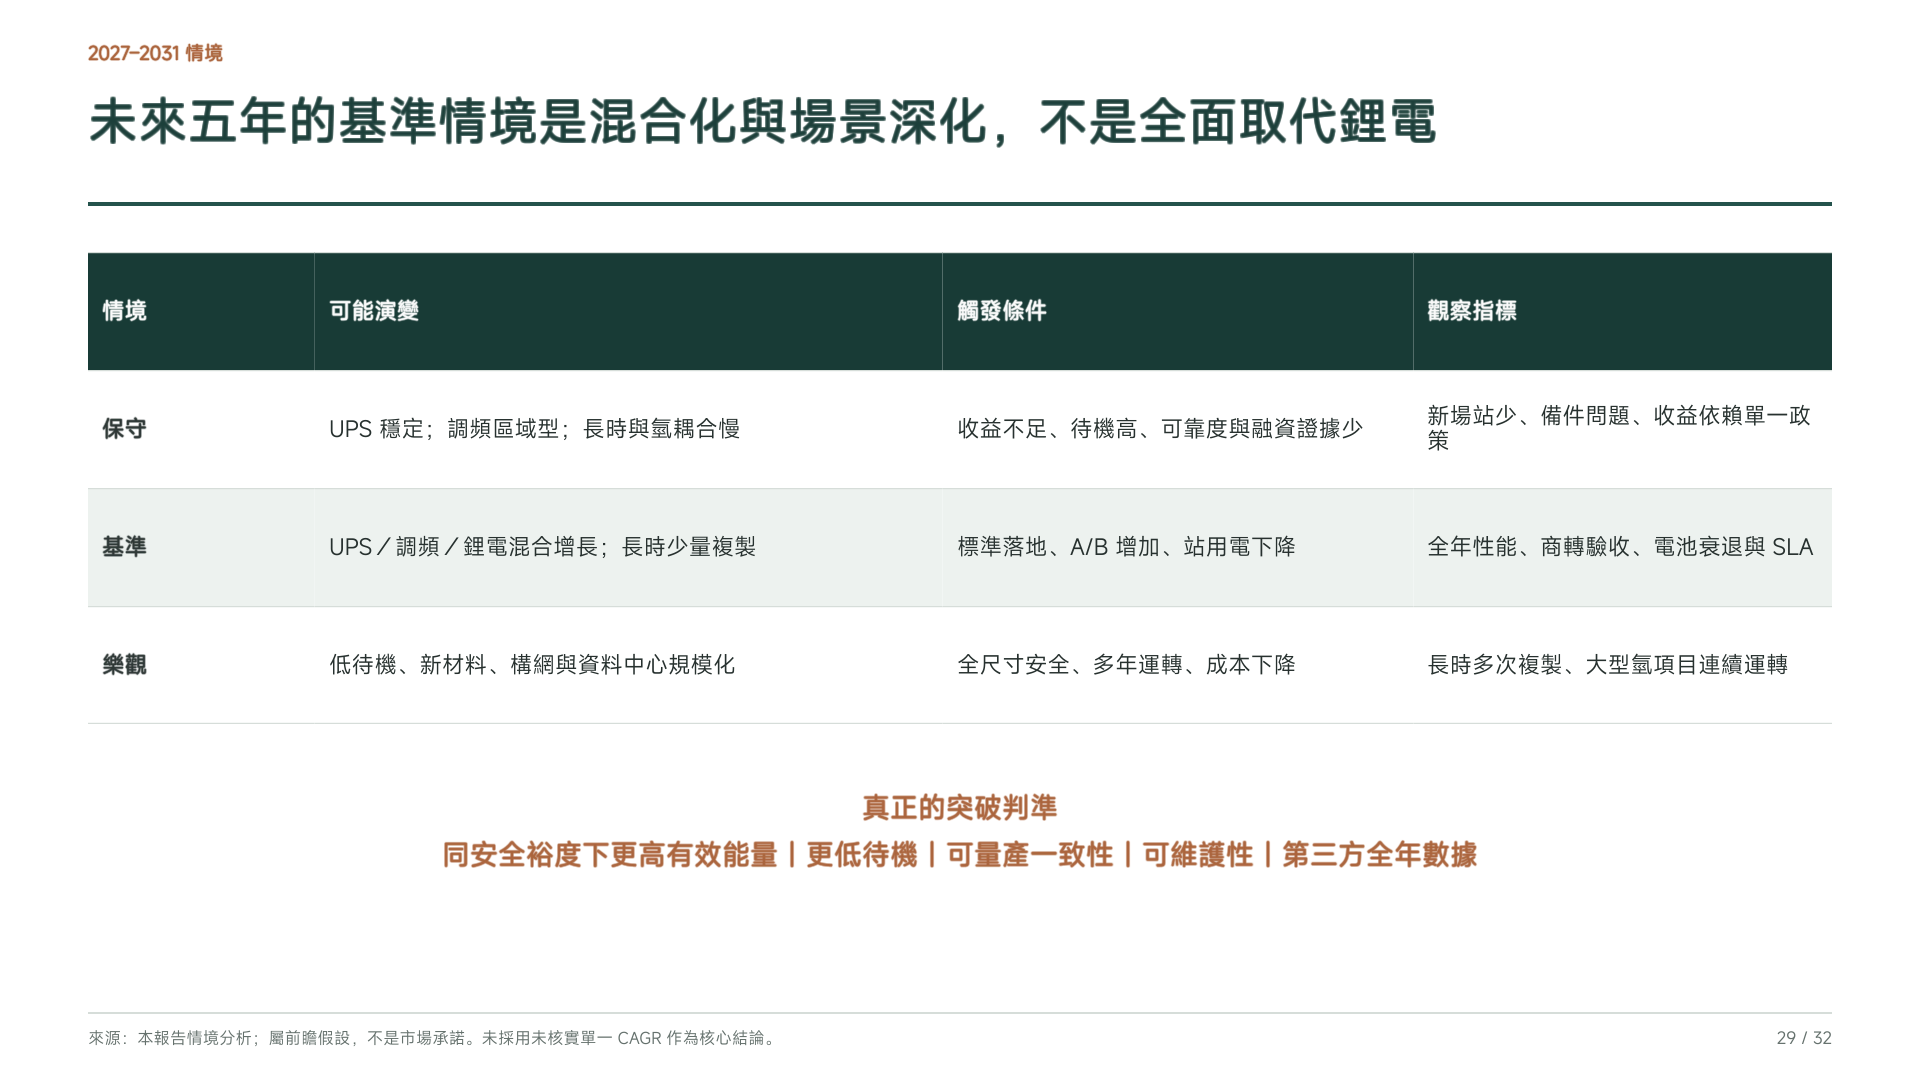 2027–2031 情境
未來五年的基準情境是混合化與場景深化，不是全面取代鋰電
情境
可能演變
觸發條件
觀察指標
保守
UPS 穩定；調頻區域型；長時與氫耦合慢
收益不足、待機高、可靠度與融資證據少
新場站少、備件問題、收益依賴單一政
策
基準
UPS／調頻／鋰電混合增長；長時少量複製
標準落地、A/B 增加、站用電下降
全年性能、商轉驗收、電池衰退與 SLA
樂觀
低待機、新材料、構網與資料中心規模化
全尺寸安全、多年運轉、成本下降
長時多次複製、大型氫項目連續運轉
真正的突破判準
同安全裕度下更高有效能量｜更低待機｜可量產一致性｜可維護性｜第三方全年數據
來源：本報告情境分析；屬前瞻假設，不是市場承諾。未採用未核實單一 CAGR 作為核心結論。
29 / 32